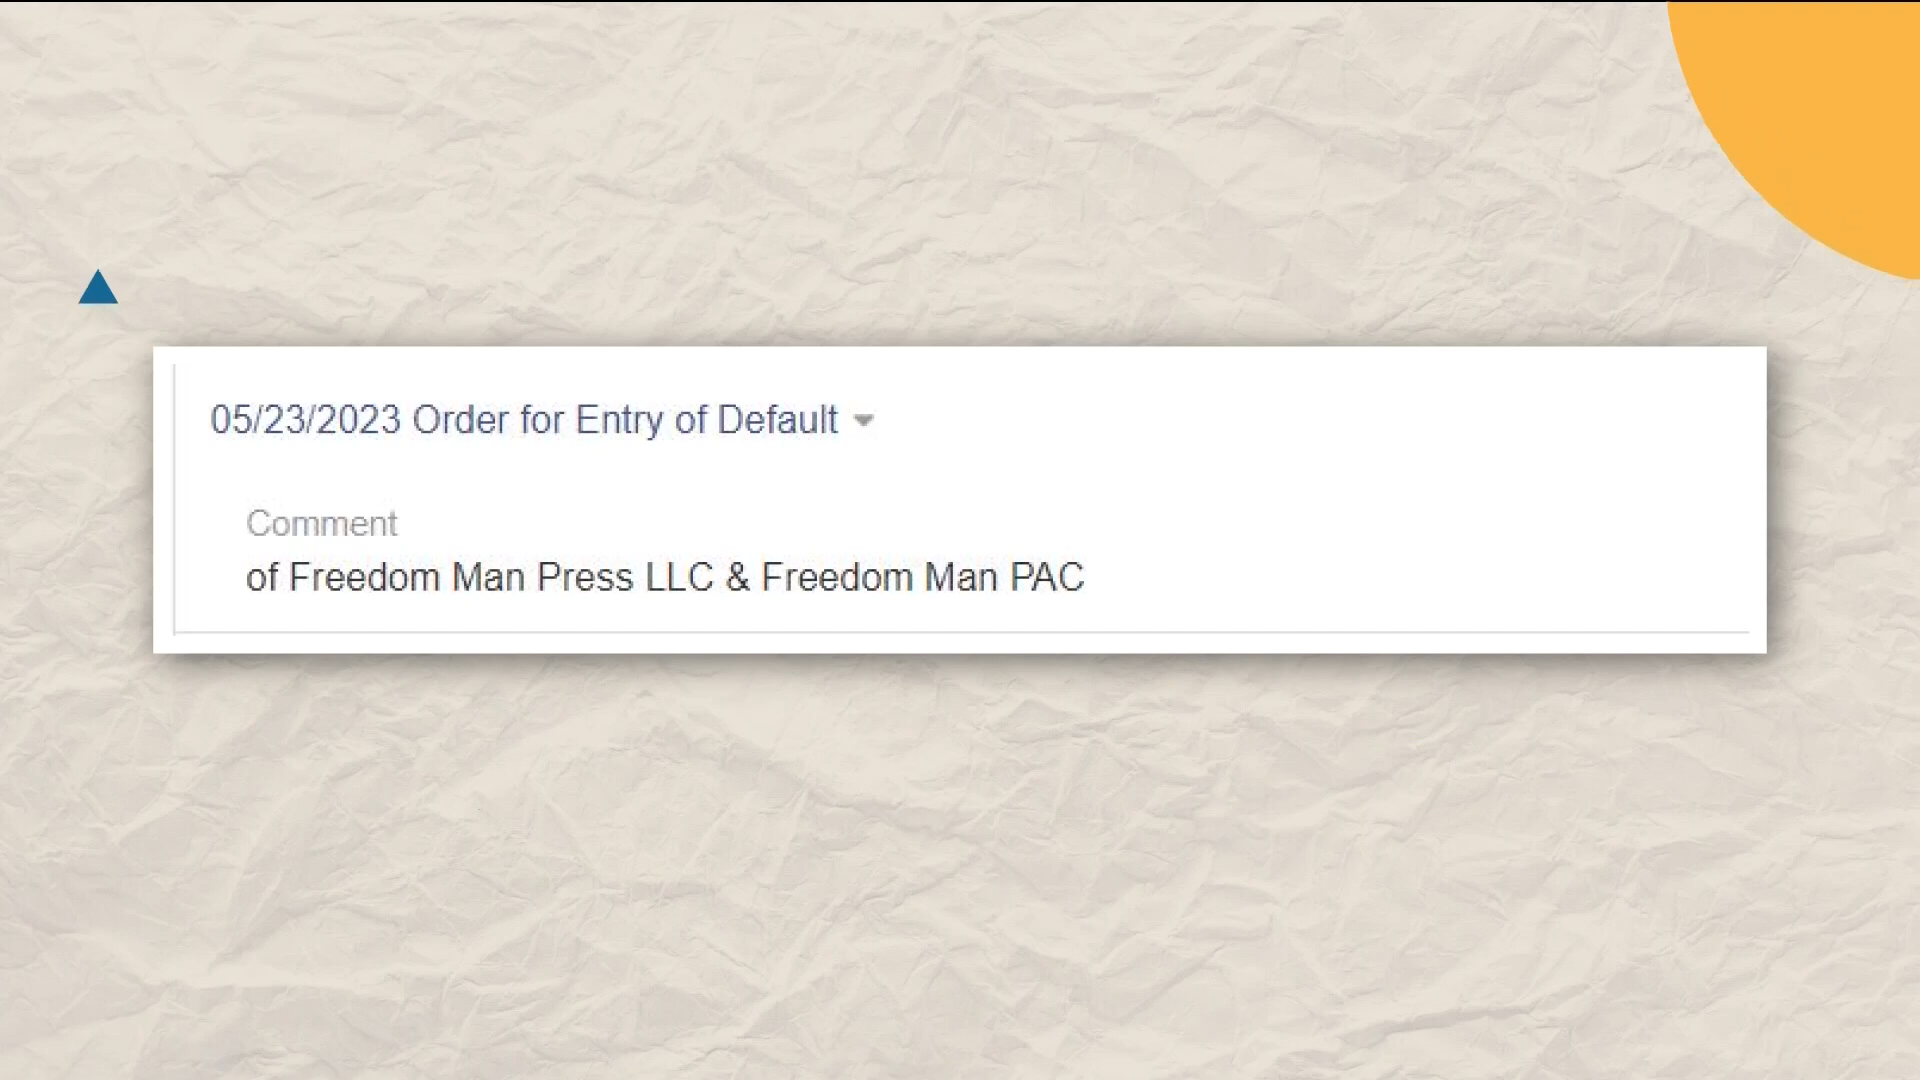 05/23/2023 Order for Entry of Default
Comment
of Freedom Man Press LLC & Freedom Man PAC